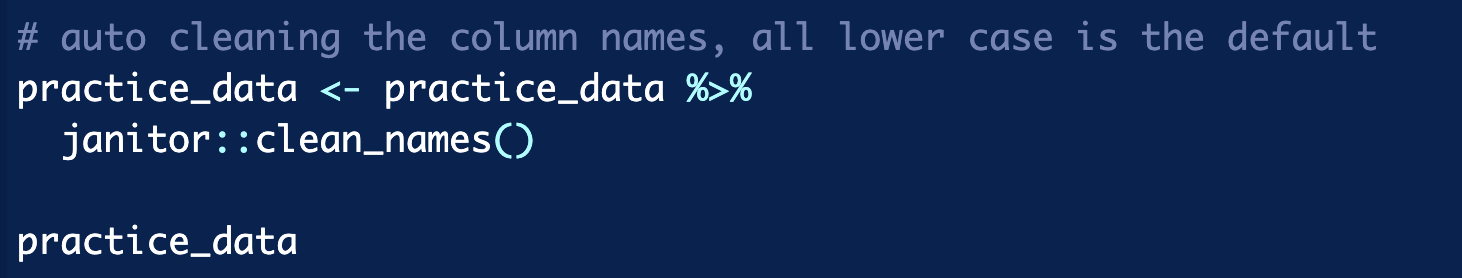 # auto cleaning the column names, all lower case is the default
practice_data <- practice_data %>%
  janitor::clean_names()
practice_data